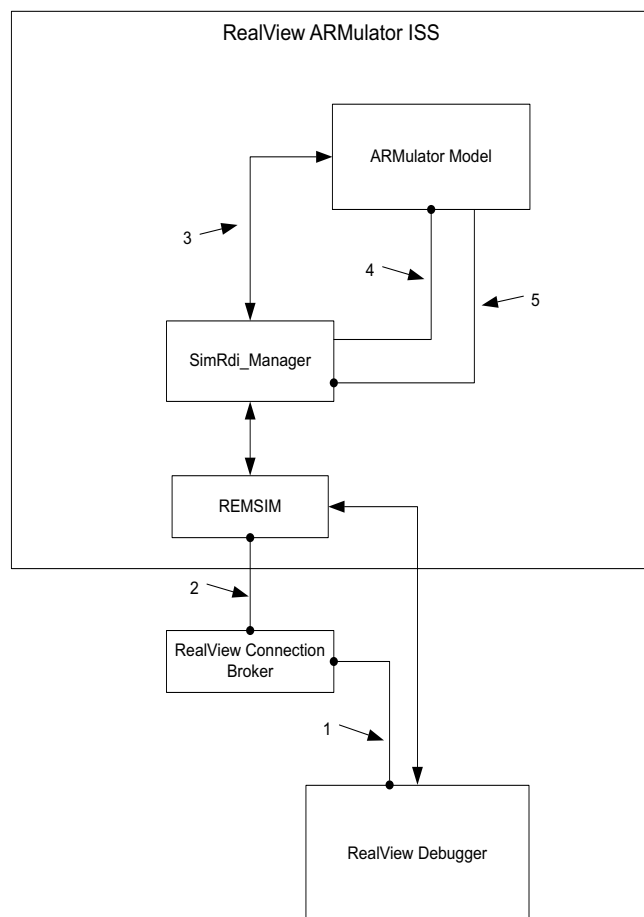 RealView ARMulator ISS
ARMulator Model
3
4
5
SimRdi_Manager
REMSIM
2
RealView Connection
Broker
1
RealView Debugger